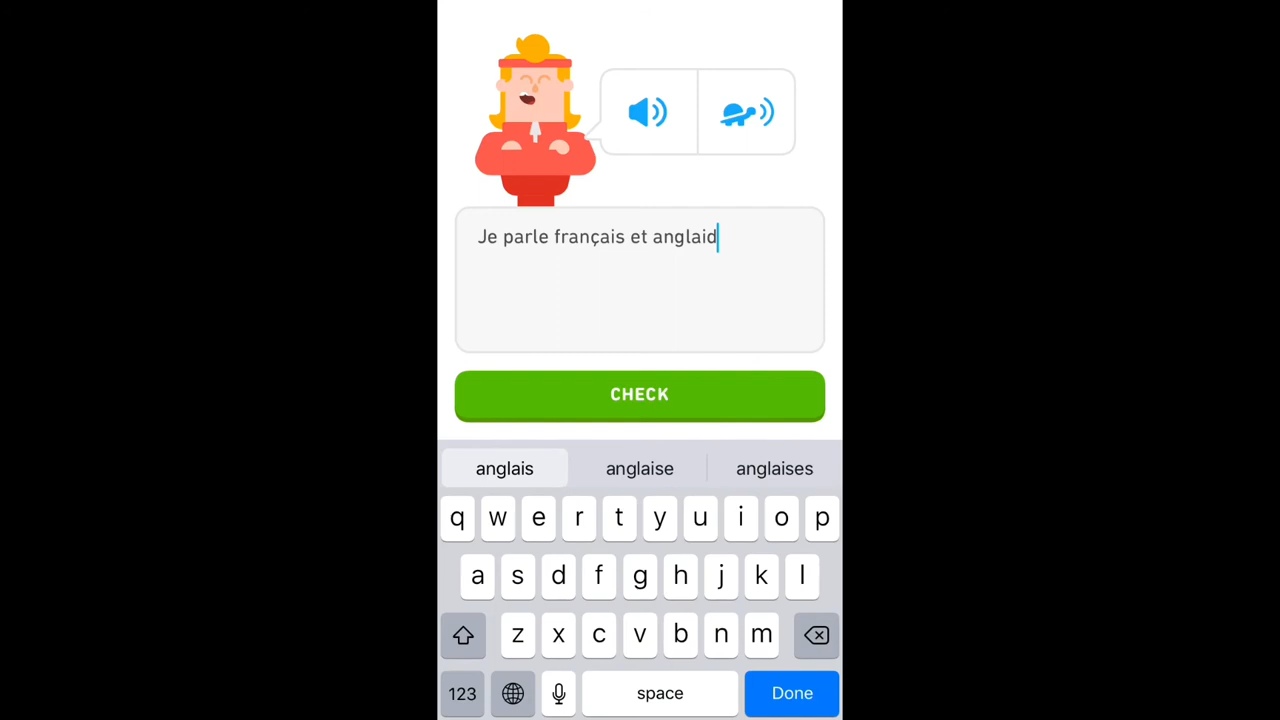 Je parle français et anglaid
CHECK
anglais anglaise anglaises
q w e r t y u i o p
a s d f g h j k l
z x c v b n m
123 space Done